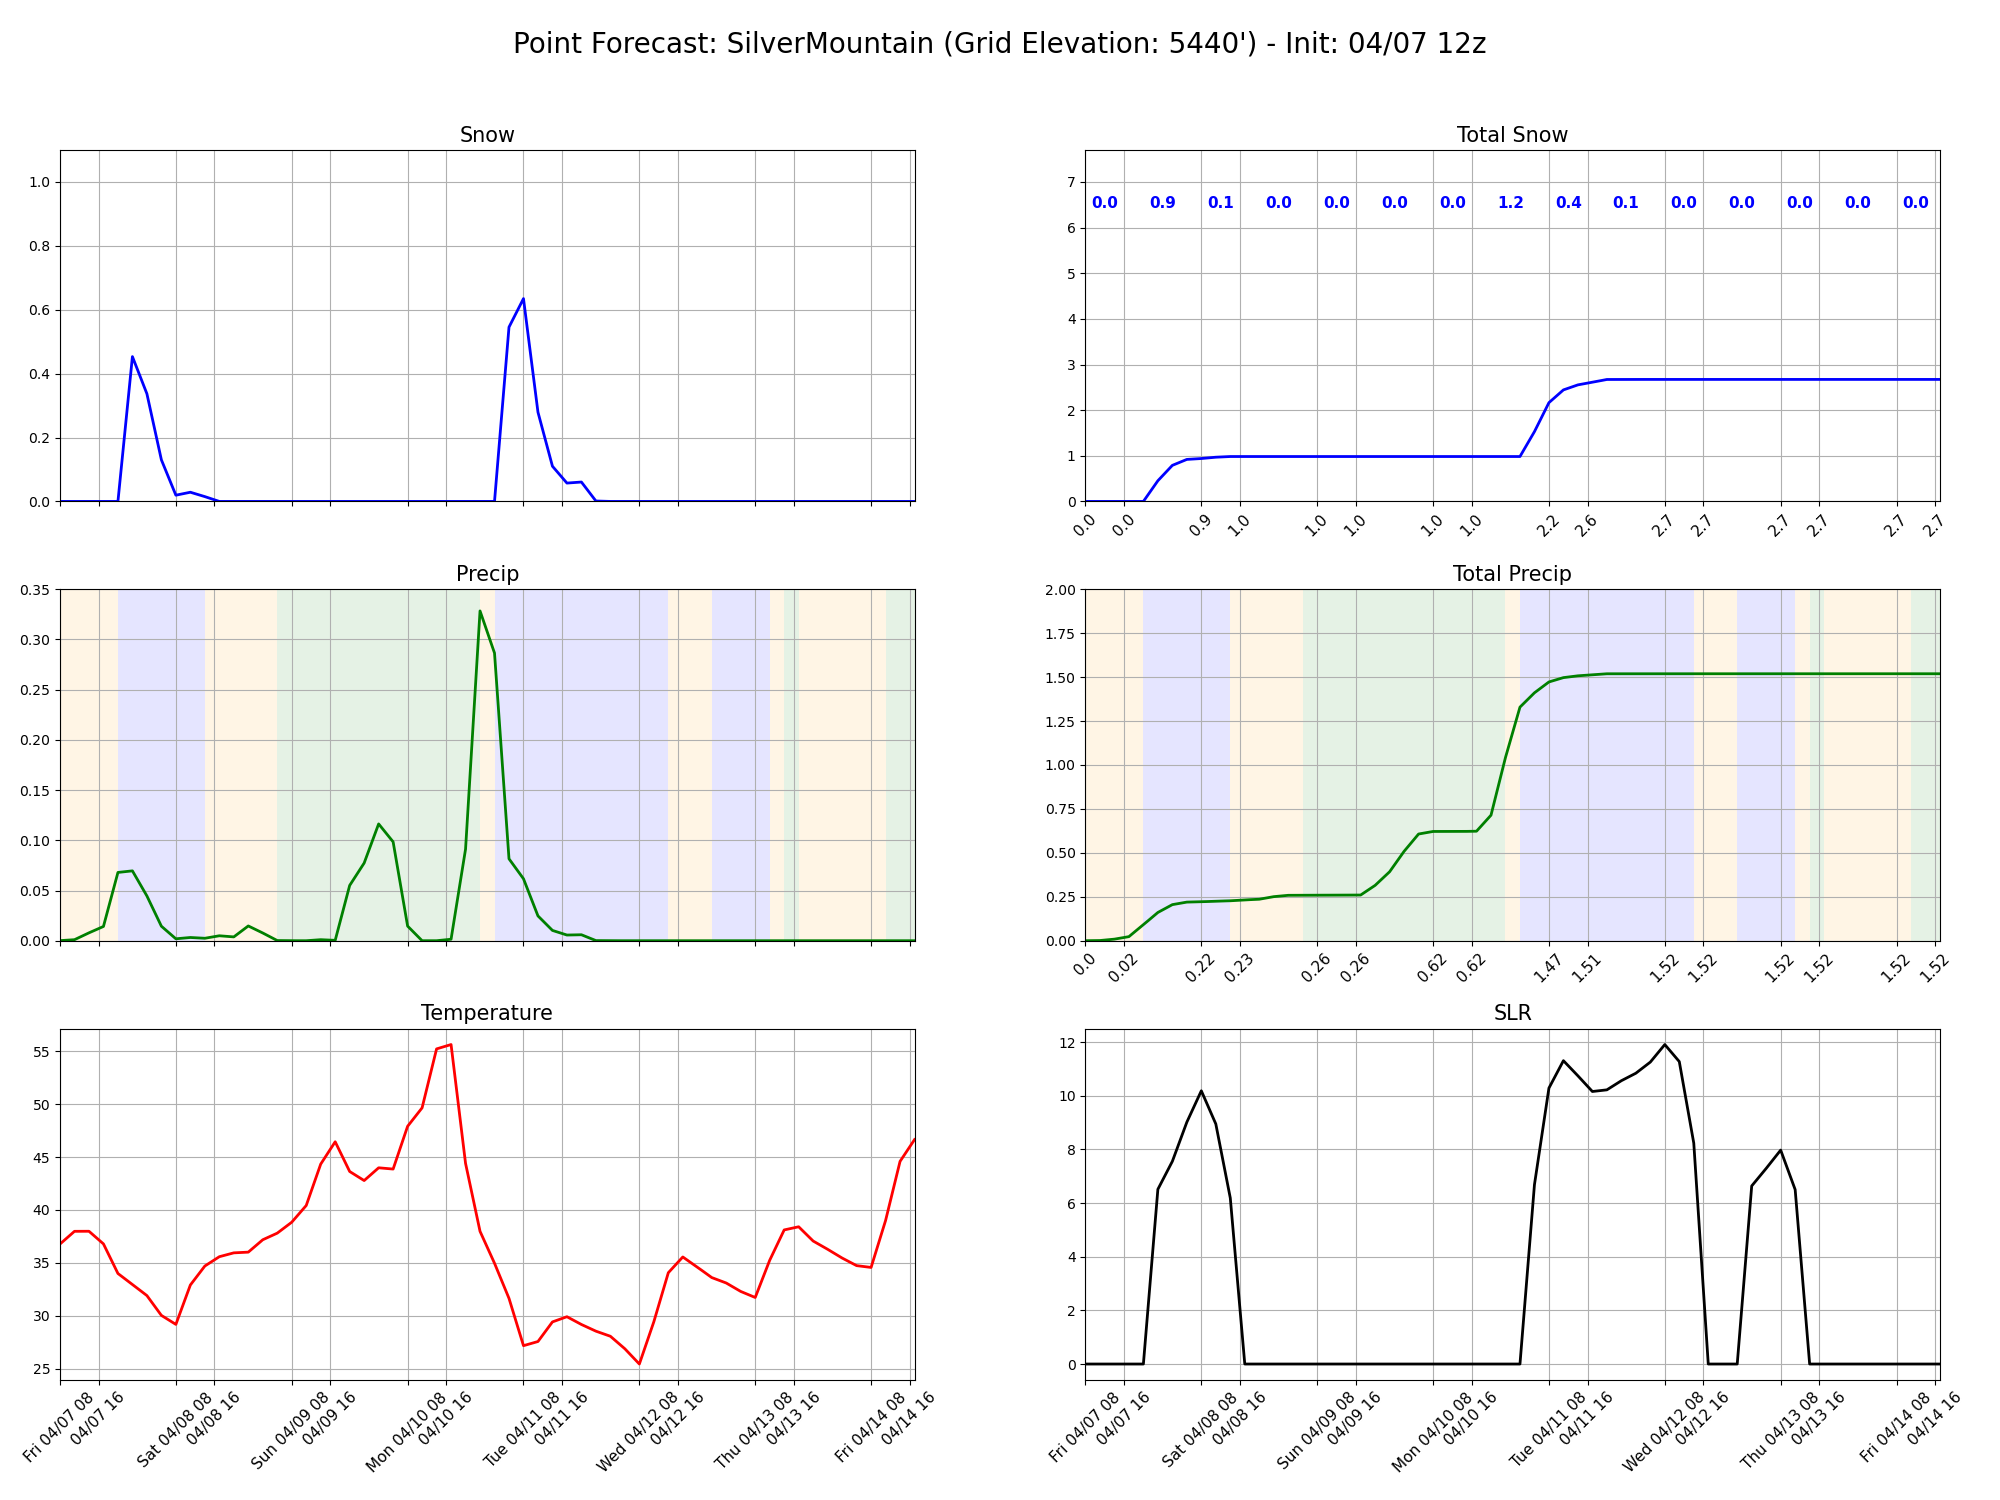 Point Forecast: SilverMountain (Grid Elevation: 5440') - Init: 04/07 12z
Snow
1.0
0.8
0.6
0.4
0.2
0.0
Total Snow
7
6
5
4
3
2
1
0
0.0 0.9 0.1 0.0 0.0 0.0 0.0 1.2 0.4 0.1 0.0 0.0 0.0 0.0 0.0
0.0 0.0 0.9 1.0 1.0 1.0 1.0 1.0 2.2 2.6 2.7 2.7 2.7 2.7 2.7 2.7
Precip
0.35
0.30
0.25
0.20
0.15
0.10
0.05
0.00
Total Precip
2.00
1.75
1.50
1.25
1.00
0.75
0.50
0.25
0.00
0.0 0.02 0.22 0.23 0.26 0.26 0.62 0.62 1.47 1.51 1.52 1.52 1.52 1.52 1.52 1.52
Temperature
55
50
45
40
35
30
25
Fri 04/07 08
04/07 16
Sat 04/08 08
04/08 16
Sun 04/09 08
04/09 16
Mon 04/10 08
04/10 16
Tue 04/11 08
04/11 16
Wed 04/12 08
04/12 16
Thu 04/13 08
04/13 16
Fri 04/14 08
04/14 16
SLR
12
10
8
6
4
2
0
Fri 04/07 08
04/07 16
Sat 04/08 08
04/08 16
Sun 04/09 08
04/09 16
Mon 04/10 08
04/10 16
Tue 04/11 08
04/11 16
Wed 04/12 08
04/12 16
Thu 04/13 08
04/13 16
Fri 04/14 08
04/14 16